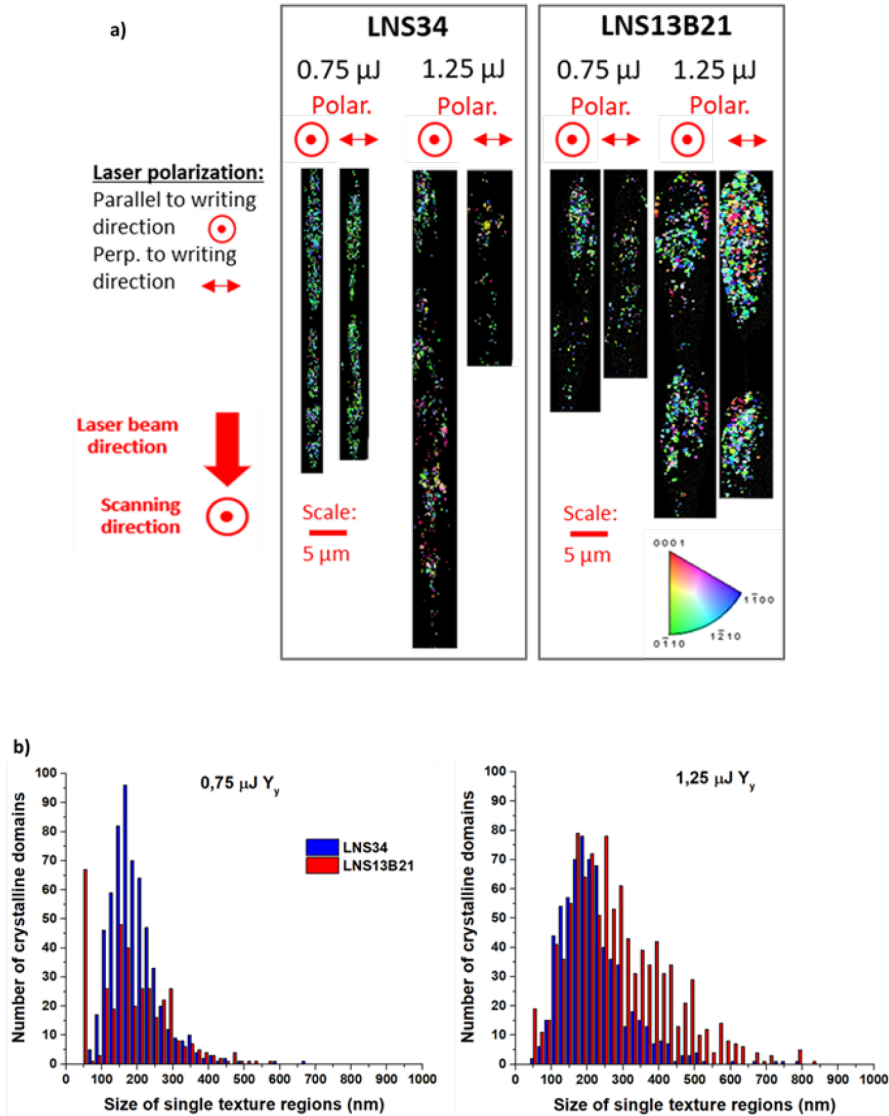 a)
LNS34
LNS13B21
0.75 µJ
1.25 µJ
0.75 µJ
1.25 µJ
Polar.
Polar.
Polar.
Polar.
Laser polarization:
Parallel to writing
direction
Perp. to writing
direction
Laser beam
direction
Scanning
direction
Scale:
5 µm
Scale:
5 µm
0001
1̄100
01̄10
12̄10
b)
0,75 µJ Yy
LNS34
LNS13B21
Number of crystalline domains
100
90
80
70
60
50
40
30
20
10
0
0 100 200 300 400 500 600 700 800 900 1000
Size of single texture regions (nm)
1,25 µJ Yy
Number of crystalline domains
100
90
80
70
60
50
40
30
20
10
0
0 100 200 300 400 500 600 700 800 900 1000
Size of single texture regions (nm)